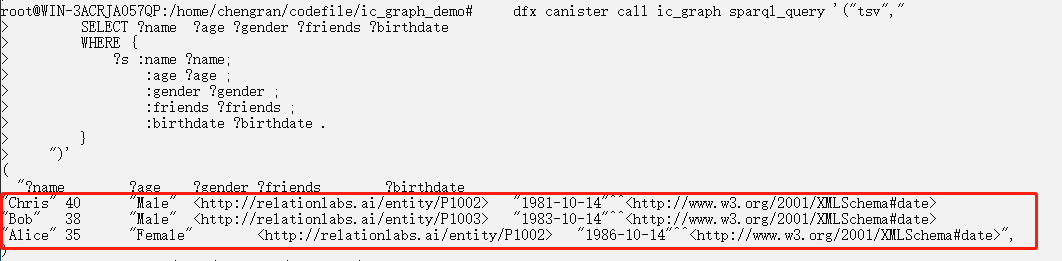 root@WIN-3ACRJA057QP:/home/chengran/codefile/ic_graph_demo#     dfx canister call ic_graph sparql_query '("tsv","
>         SELECT ?name  ?age ?gender ?friends ?birthdate
>         WHERE {
>             ?s :name ?name;
>                 :age ?age ;
>                 :gender ?gender ;
>                 :friends ?friends ;
>                 :birthdate ?birthdate .
>         }
>     ")'
(
  "?name        ?age    ?gender ?friends        ?birthdate
"Chris" 40      "Male"  <http://relationlabs.ai/entity/P1002>   "1981-10-14"^^<http://www.w3.org/2001/XMLSchema#date>
"Bob"   38      "Male"  <http://relationlabs.ai/entity/P1003>   "1983-10-14"^^<http://www.w3.org/2001/XMLSchema#date>
"Alice" 35      "Female"        <http://relationlabs.ai/entity/P1002>   "1986-10-14"^^<http://www.w3.org/2001/XMLSchema#date>",
)